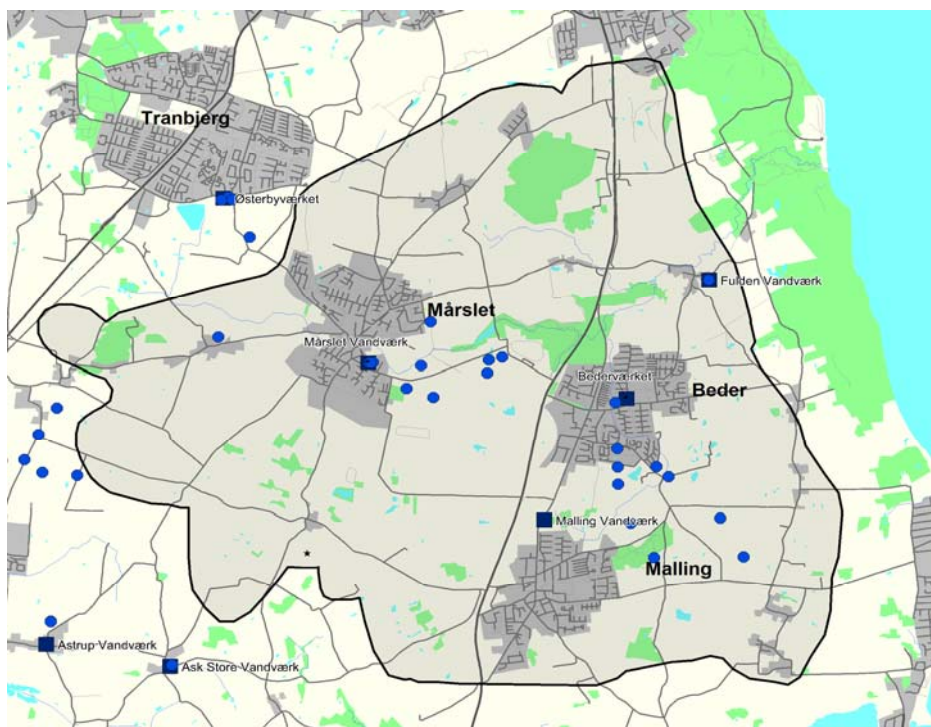 Tranbjerg
Østerbyværket
Fulden Vandværk
Mårslet
Mårslet Vandværk
Bederværket
Beder
Malling Vandværk
Malling
Astrup Vandværk
Ask Store Vandværk